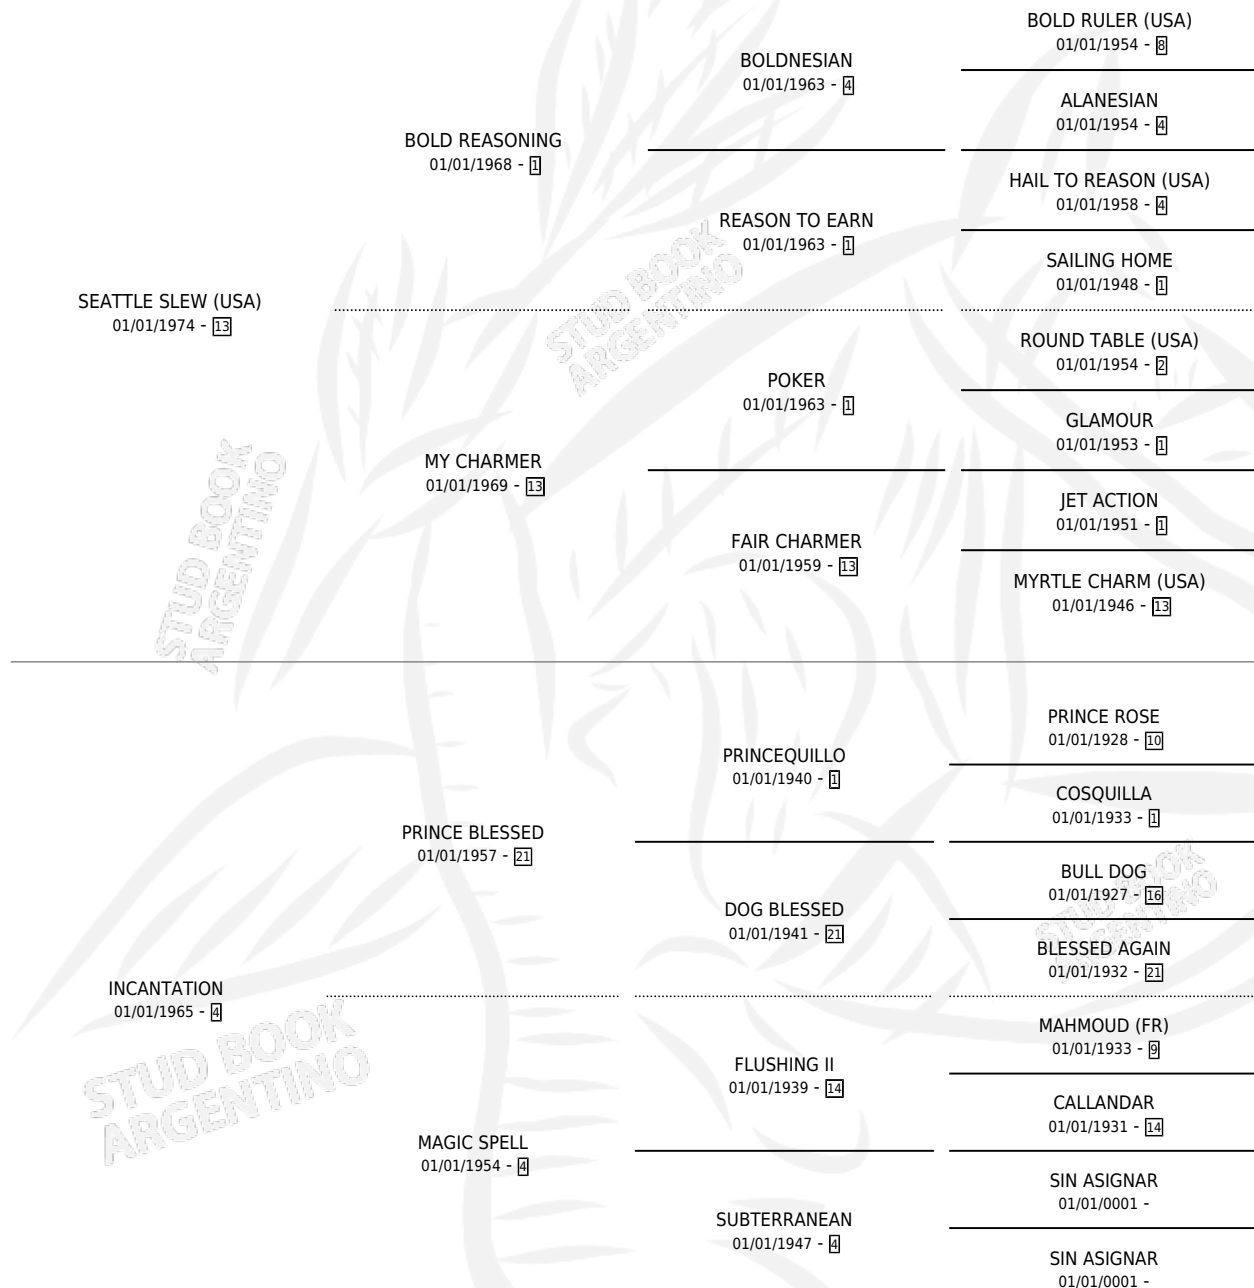 BOLD RULER (USA)
01/01/1954 - 8
BOLDNESIAN
01/01/1963 - 4
ALANESIAN
01/01/1954 - 4
BOLD REASONING
01/01/1968 - 1
HAIL TO REASON (USA)
01/01/1958 - 4
REASON TO EARN
01/01/1963 - 1
SAILING HOME
01/01/1948 - 1
SEATTLE SLEW (USA)
01/01/1974 - 13
ROUND TABLE (USA)
01/01/1954 - 2
POKER
01/01/1963 - 1
GLAMOUR
01/01/1953 - 1
MY CHARMER
01/01/1969 - 13
JET ACTION
01/01/1951 - 1
FAIR CHARMER
01/01/1959 - 13
MYRTLE CHARM (USA)
01/01/1946 - 13
PRINCE ROSE
01/01/1928 - 10
PRINCEQUILLO
01/01/1940 - 1
COSQUILLA
01/01/1933 - 1
PRINCE BLESSED
01/01/1957 - 21
BULL DOG
01/01/1927 - 16
DOG BLESSED
01/01/1941 - 21
BLESSED AGAIN
01/01/1932 - 21
INCANTATION
01/01/1965 - 4
MAHMOUD (FR)
01/01/1933 - 9
FLUSHING II
01/01/1939 - 14
CALLANDAR
01/01/1931 - 14
MAGIC SPELL
01/01/1954 - 4
SIN ASIGNAR
01/01/0001 -
SUBTERRANEAN
01/01/1947 - 4
SIN ASIGNAR
01/01/0001 -
STUD BOOK
ARGENTINO
STUD BOOK
ARGENTINO
STUD BOOK
ARGENTINO
STUD BOOK
ARGENTINO